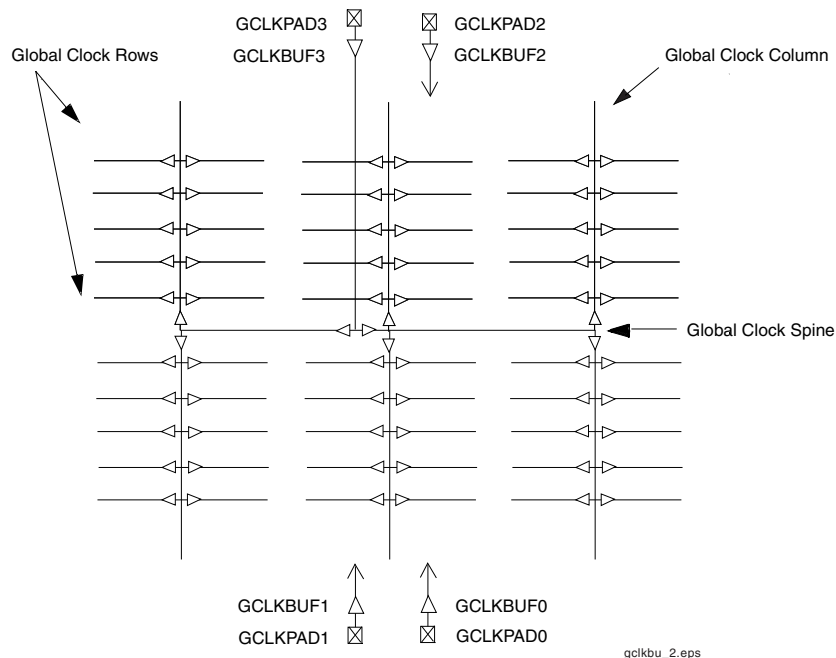 GCLKPAD3 GCLKPAD2
GCLKBUF3 GCLKBUF2
Global Clock Rows
Global Clock Column
Global Clock Spine
GCLKBUF1 GCLKBUF0
GCLKPAD1 GCLKPAD0
gclkbu_2.eps